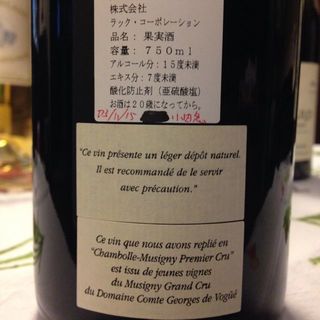 株式会社
ラック・コーポレーション
品名：果実酒
容量：750ml
アルコール分：15度未満
エキス分：7度未満
酸化防止剤（亜硫酸塩）
お酒は20歳になってから。
"Ce vin présente un léger dépôt naturel.
Il est recommandé de le servir
avec précaution."
Ce vin que nous avons replié en
"Chambolle-Musigny Premier Cru"
est issu de jeunes vignes
du Musigny Grand Cru
du Domaine Comte Georges de Vogüé